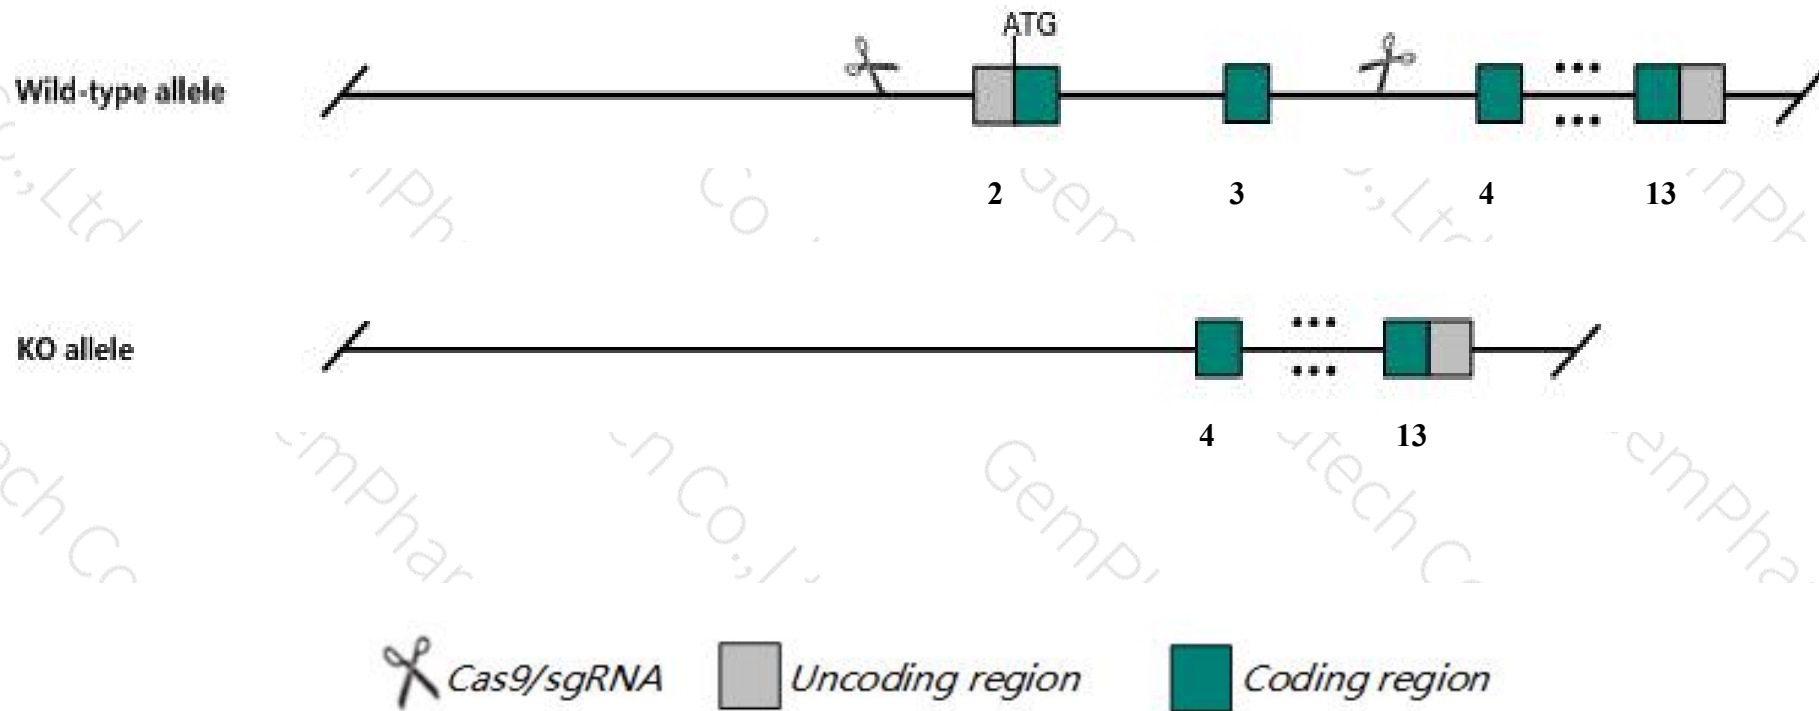 ATG
Wild-type allele
2 3 4 13
KO allele
4 13
Cas9/sgRNA Uncoding region Coding region